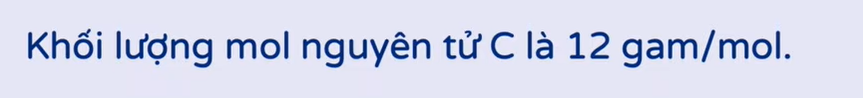 Khối lượng mol nguyên tử C là 12 gam/mol.